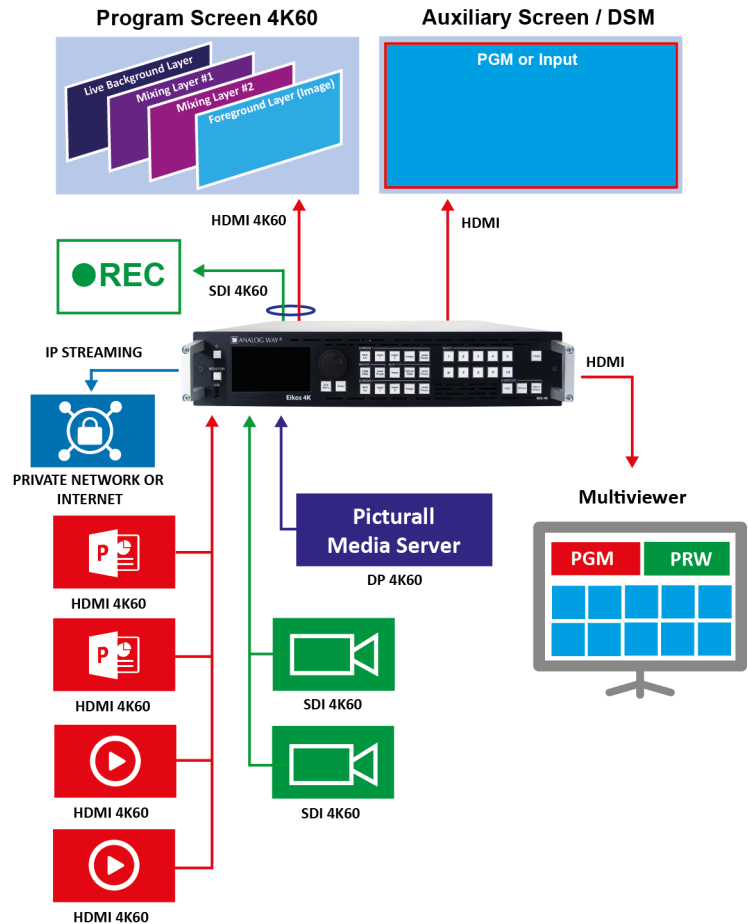 Program Screen 4K60
Auxiliary Screen / DSM
Live Background Layer
Mixing Layer #1
Mixing Layer #2
Foreground Layer (Image)
PGM or Input
HDMI 4K60
HDMI
REC
SDI 4K60
IP STREAMING
ANALOG WAY®
Eikos 4K
HDMI
PRIVATE NETWORK OR
INTERNET
Picturall
Media Server
DP 4K60
Multiviewer
PGM
PRW
P
HDMI 4K60
P
HDMI 4K60
SDI 4K60
HDMI 4K60
SDI 4K60
HDMI 4K60